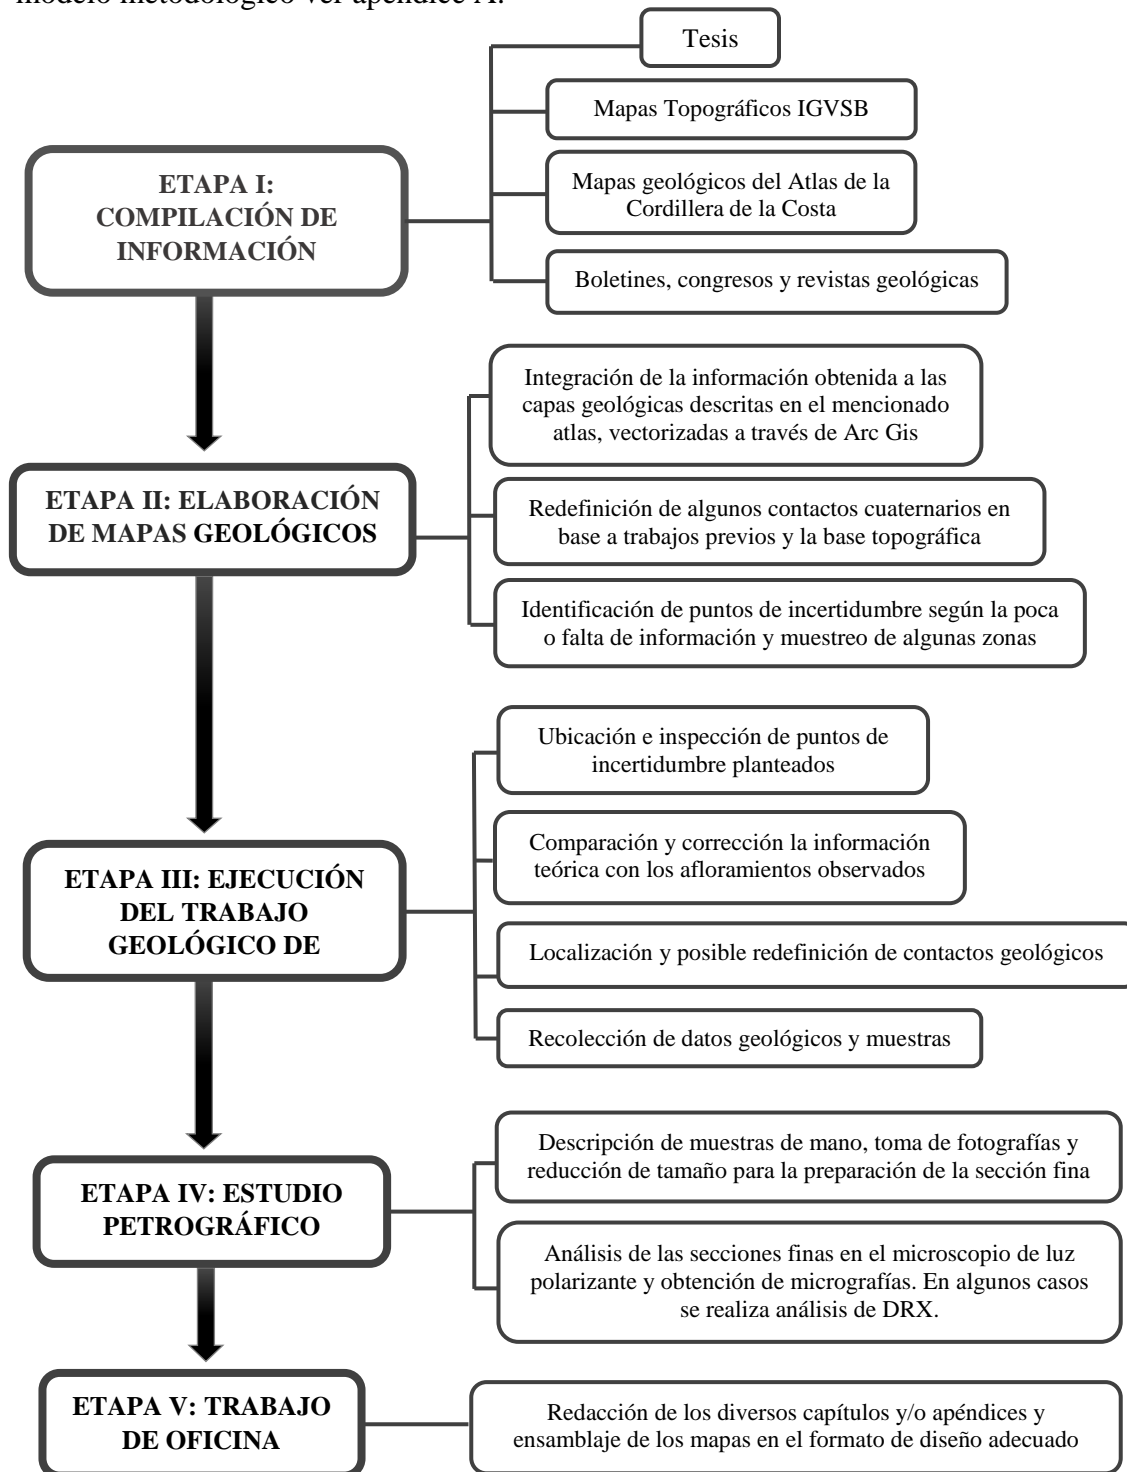 modelo metodológico ver apéndice A.
Tesis
Mapas Topográficos IGVSB
ETAPA I:
COMPILACIÓN DE
INFORMACIÓN
Mapas geológicos del Atlas de la
Cordillera de la Costa
Boletines, congresos y revistas geológicas
Integración de la información obtenida a las
capas geológicas descritas en el mencionado
atlas, vectorizadas a través de Arc Gis
ETAPA II: ELABORACIÓN
DE MAPAS GEOLÓGICOS
Redefinición de algunos contactos cuaternarios en
base a trabajos previos y la base topográfica
Identificación de puntos de incertidumbre según la poca
o falta de información y muestreo de algunas zonas
Ubicación e inspección de puntos de
incertidumbre planteados
Comparación y corrección la información
teórica con los afloramientos observados
ETAPA III: EJECUCIÓN
DEL TRABAJO
GEOLÓGICO DE
Localización y posible redefinición de contactos geológicos
Recolección de datos geológicos y muestras
Descripción de muestras de mano, toma de fotografías y
reducción de tamaño para la preparación de la sección fina
ETAPA IV: ESTUDIO
PETROGRÁFICO
Análisis de las secciones finas en el microscopio de luz
polarizante y obtención de micrografías. En algunos casos
se realiza análisis de DRX.
ETAPA V: TRABAJO
DE OFICINA
Redacción de los diversos capítulos y/o apéndices y
ensamblaje de los mapas en el formato de diseño adecuado